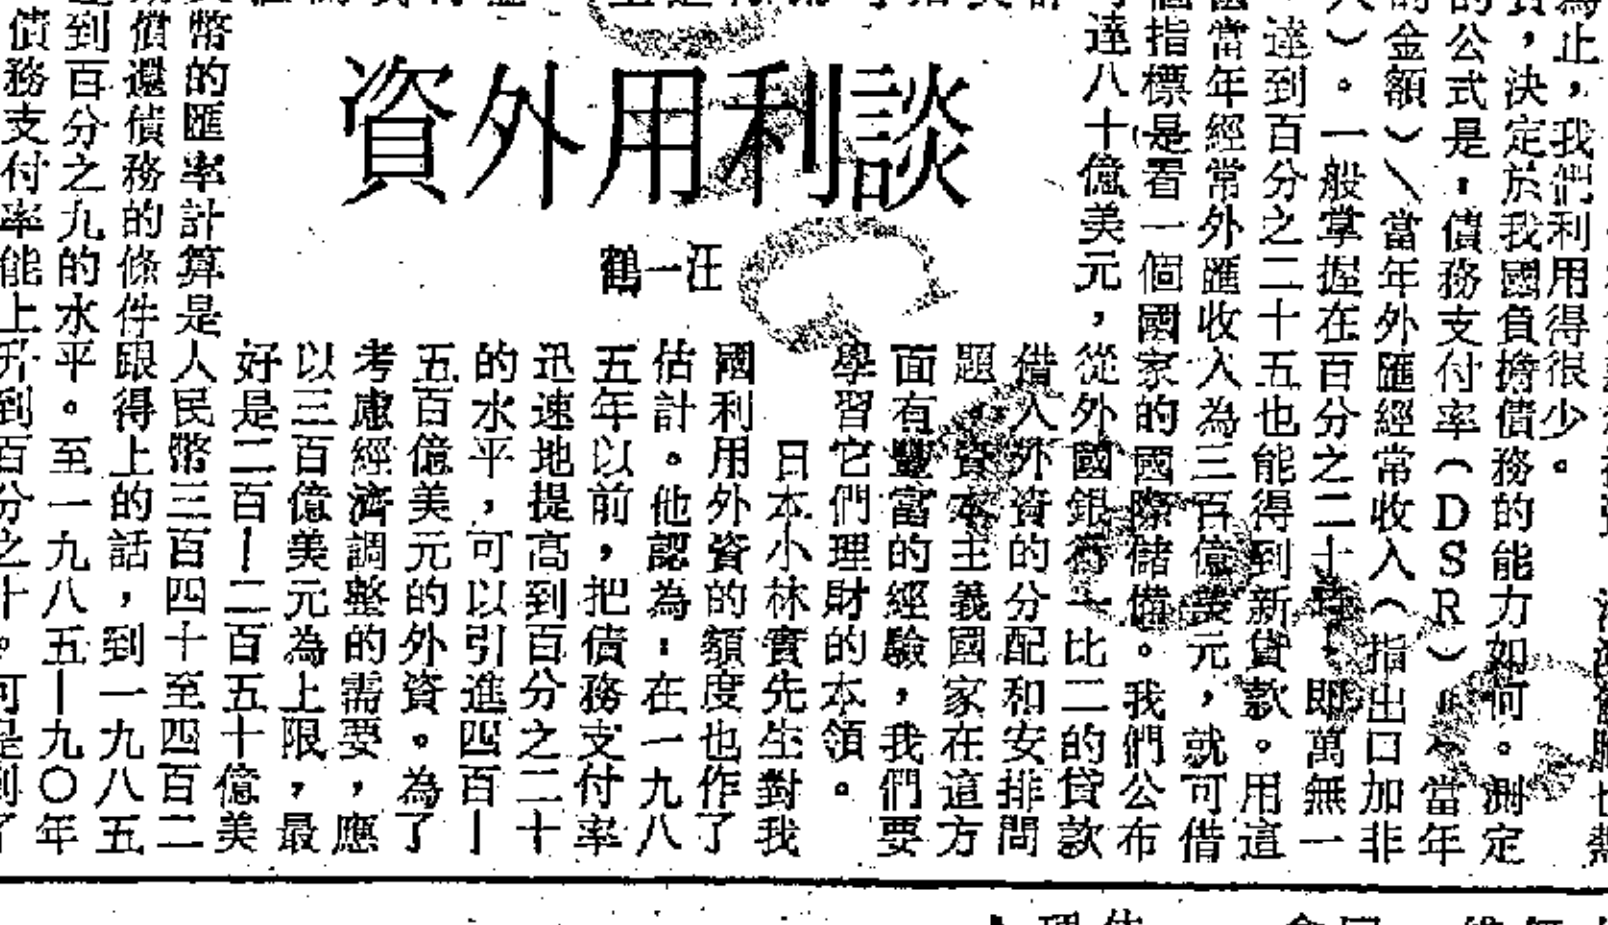 為止，我們利用得很少。
，決定於我國負擔債務的能力如何。測定
的公式是：債務支付率（DSR）＝（當年
的金額）＼當年外匯經常收入（指出口加非
）。一般掌握在百分之二十 即萬無一
，達到百分之二十五也能得到新貸款。用這
當年經常外匯收入為三百億美元，就可借
個指標是看一個國家的國際儲備。我們公布
達八十億美元，從外國銀行 一比二的貸款
談利用外資
汪一鶴
借入外資的分配和安排問
題，資本主義國家在這方
面有豐富的經驗，我們要
學習它們理財的本領。
日本小林實先生對我
國利用外資的額度也作了
估計。他認為：在一九八
五年以前，把債務支付率
迅速地提高到百分之二十
的水平，可以引進四百—
五百億美元的外資。為了
考慮經濟調整的需要，應
以三百億美元為上限，最
好是二百—二百五十億美
幣的匯率計算是人民幣三百四十至四百二
償還債務的條件跟得上的話，到一九八五
到百分之九的水平。至一九八五—九〇年
債務支付率能上升到百分之十。可是到了